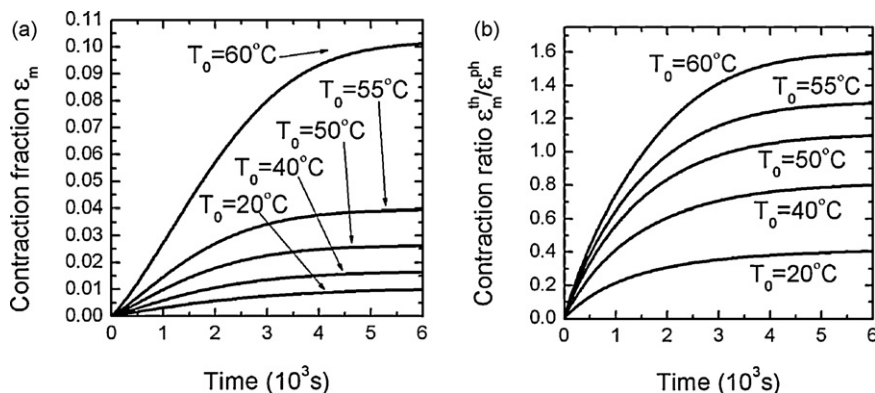 (a)
0.10
0.09
0.08
0.07
0.06
0.05
0.04
0.03
0.02
0.01
0.00
Contraction fraction εₘ
T₀=60°C
T₀=55°C
T₀=50°C
T₀=40°C
T₀=20°C
0 1 2 3 4 5 6
Time (10³s)
(b)
1.6
1.4
1.2
1.0
0.8
0.6
0.4
0.2
0.0
Contraction ratio εₘᵗʰ/εₘᵖʰ
T₀=60°C
T₀=55°C
T₀=50°C
T₀=40°C
T₀=20°C
0 1 2 3 4 5 6
Time (10³s)